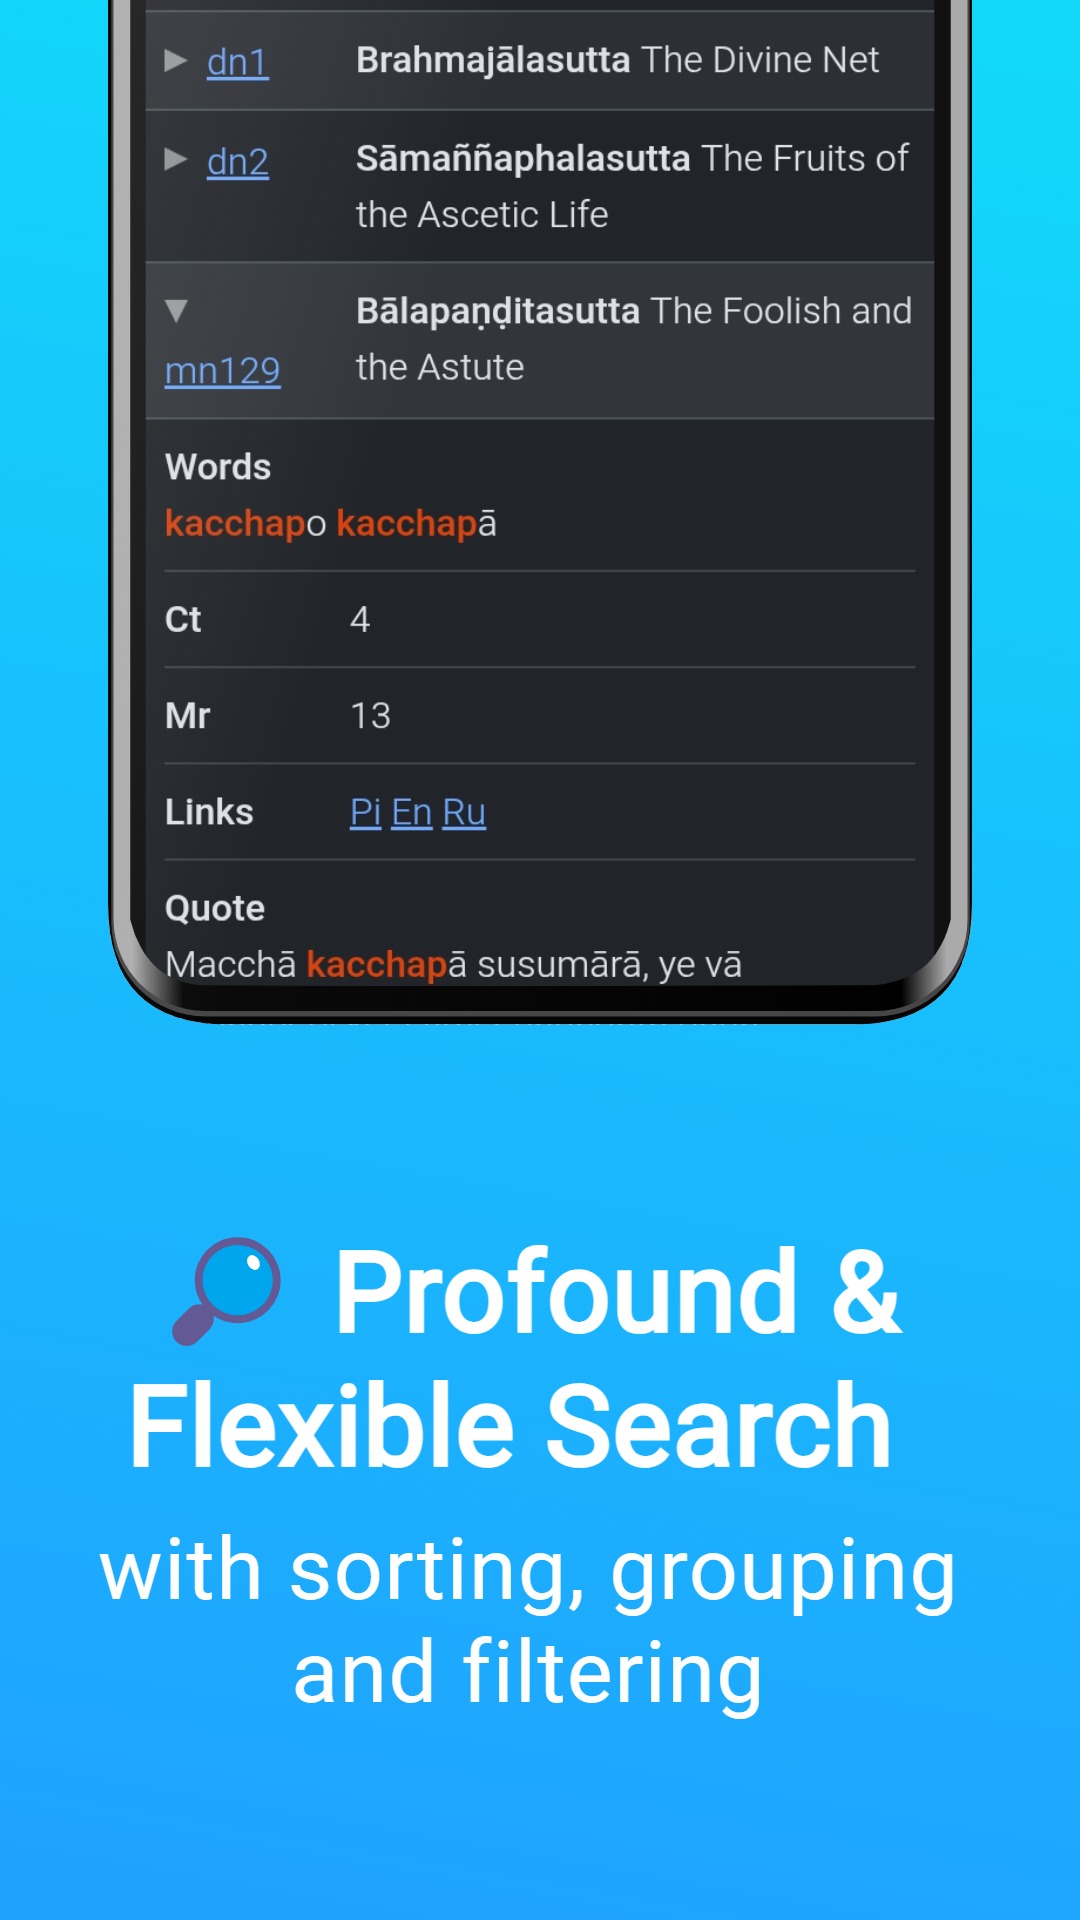 dn1 Brahmajālasutta The Divine Net
dn2 Sāmaññaphalasutta The Fruits of
the Ascetic Life
Bālapaṇḍitasutta The Foolish and
mn129 the Astute
Words
kacchapo kacchapā
Ct 4
Mr 13
Links Pi En Ru
Quote
Macchā kacchapā susumārā, ye vā
Profound &
Flexible Search
with sorting, grouping
and filtering